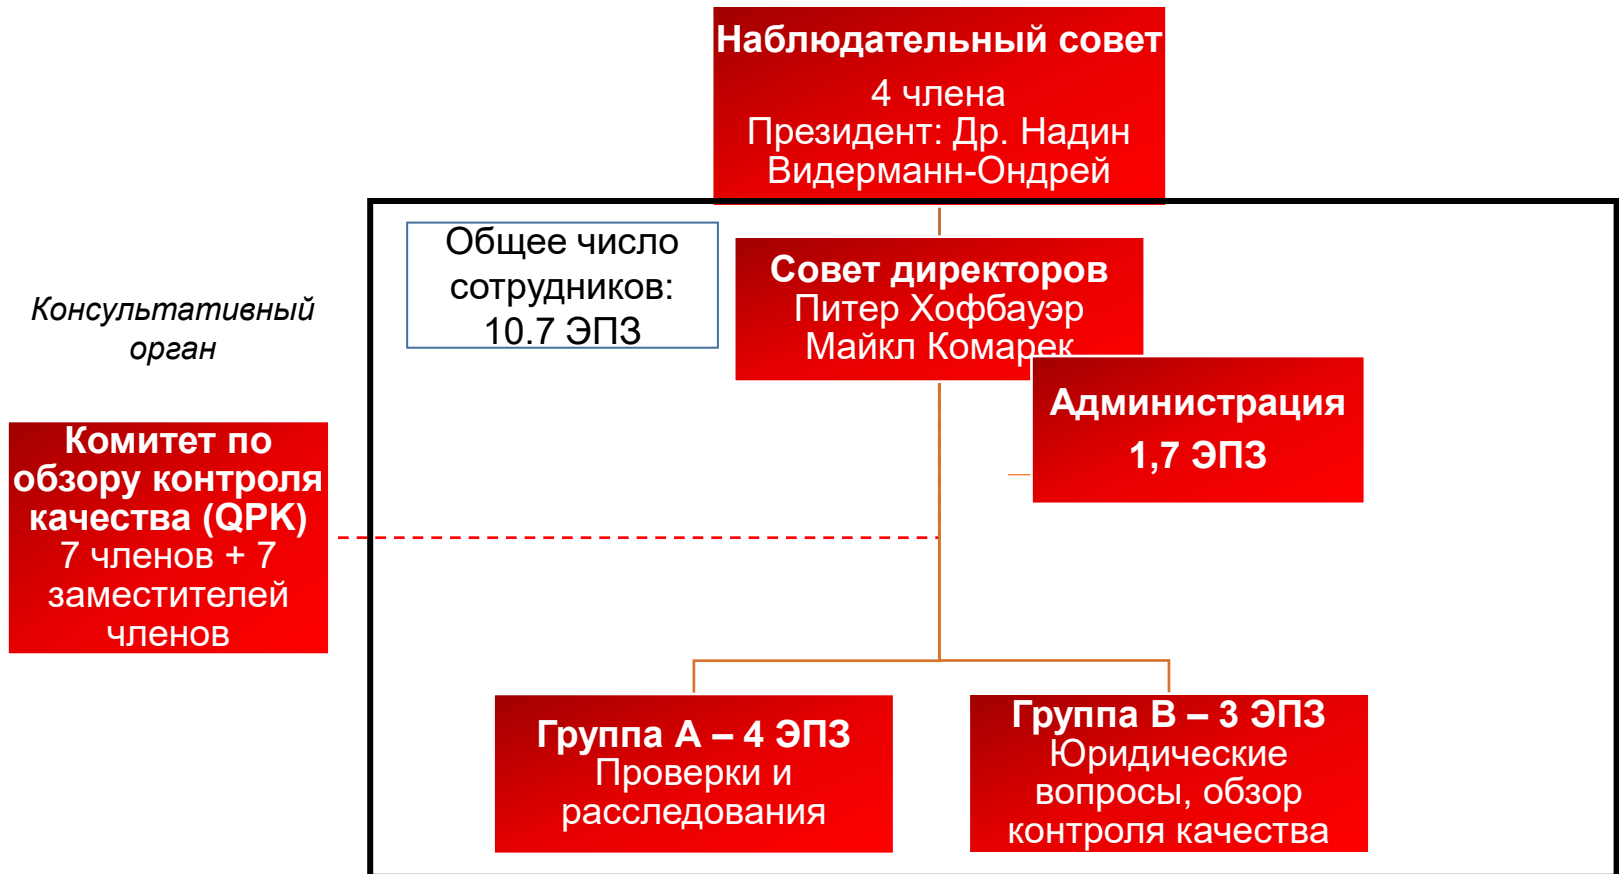 Наблюдательный совет
4 члена
Президент: Др. Надин
Видерманн-Ондрей
Общее число
сотрудников:
10.7 ЭПЗ
Совет директоров
Питер Хофбауэр
Майкл Комарек
Консультативный
орган
Администрация
1,7 ЭПЗ
Комитет по
обзору контроля
качества (QPK)
7 членов + 7
заместителей
членов
Группа А – 4 ЭПЗ
Проверки и
расследования
Группа В – 3 ЭПЗ
Юридические
вопросы, обзор
контроля качества